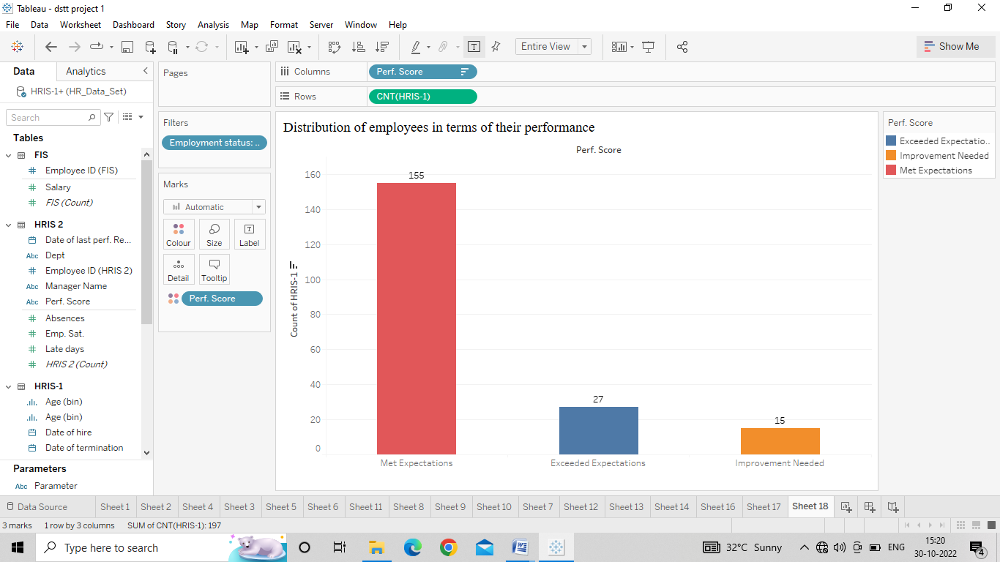 Tableau - dstt project 1
File Data Worksheet Dashboard Story Analysis Map Format Server Window Help
Entire View
Show Me
Data Analytics
HRIS-1+ (HR_Data_Set)
Search
Tables
FIS
# Employee ID (FIS)
# Salary
# FIS (Count)
HRIS 2
Date of last perf. Re...
Abc Dept
# Employee ID (HRIS 2)
Abc Manager Name
Abc Perf. Score
# Absences
# Emp. Sat.
# Late days
# HRIS 2 (Count)
HRIS-1
Age (bin)
Age (bin)
Date of hire
Date of termination
Parameters
Abc Parameter
Pages
Filters
Employment status: ..
Marks
Automatic
Colour Size Label
Detail Tooltip
Perf. Score
Columns Perf. Score
Rows CNT(HRIS-1)
Distribution of employees in terms of their performance
Perf. Score
Count of HRIS-1
160
140
120
100
80
60
40
20
0
155
27
15
Met Expectations Exceeded Expectations Improvement Needed
Perf. Score
Exceeded Expectatio..
Improvement Needed
Met Expectations
Data Source Sheet 1 Sheet 2 Sheet 4 Sheet 3 Sheet 5 Sheet 6 Sheet 11 Sheet 8 Sheet 9 Sheet 10 Sheet 7 Sheet 12 Sheet 13 Sheet 14 Sheet 16 Sheet 17 Sheet 18
3 marks 1 row by 3 columns SUM of CNT(HRIS-1): 197
Type here to search
32°C Sunny
ENG
15:20
30-10-2022
4